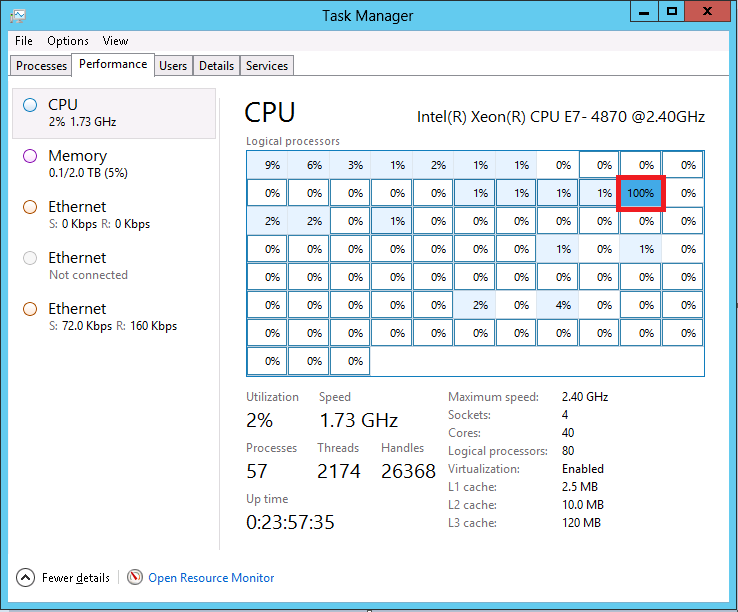 Task Manager
File Options View
Processes Performance Users Details Services
CPU
2% 1.73 GHz
Memory
0.1/2.0 TB (5%)
Ethernet
S: 0 Kbps R: 0 Kbps
Ethernet
Not connected
Ethernet
S: 72.0 Kbps R: 160 Kbps
CPU Intel(R) Xeon(R) CPU E7- 4870 @2.40GHz
Logical processors
9% 6% 3% 1% 2% 1% 1% 0% 0% 0% 0%
0% 0% 0% 0% 0% 1% 1% 1% 1% 100% 0%
2% 2% 0% 1% 0% 0% 0% 0% 0% 0% 0%
0% 0% 0% 0% 0% 0% 0% 1% 0% 1% 0%
0% 0% 0% 0% 0% 0% 0% 0% 0% 0% 0%
0% 0% 0% 0% 0% 2% 0% 4% 0% 0% 0%
0% 0% 0% 0% 0% 0% 0% 0% 0% 0% 0%
0% 0% 0%
Utilization Speed
2% 1.73 GHz
Processes Threads Handles
57 2174 26368
Up time
0:23:57:35
Maximum speed: 2.40 GHz
Sockets: 4
Cores: 40
Logical processors: 80
Virtualization: Enabled
L1 cache: 2.5 MB
L2 cache: 10.0 MB
L3 cache: 120 MB
Fewer details Open Resource Monitor